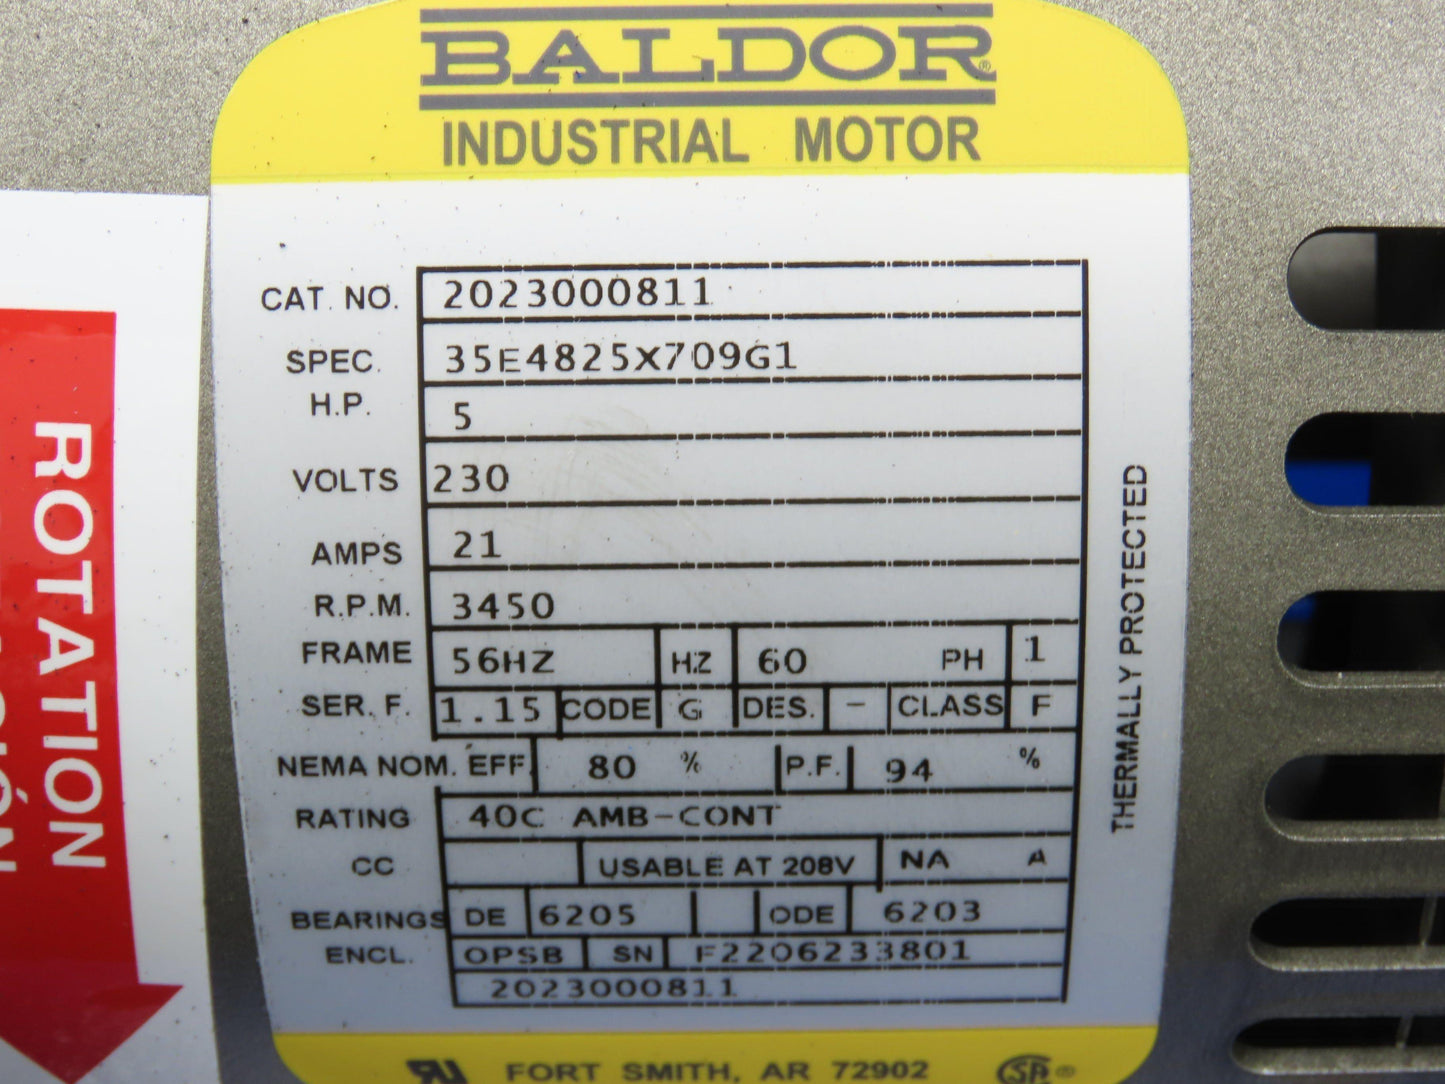 BALDOR®
INDUSTRIAL MOTOR
CAT. NO. 2023000811
SPEC. 35E4825X709G1
H.P. 5
VOLTS 230
AMPS 21
R.P.M. 3450
FRAME 56HZ HZ 60 PH 1
SER. F. 1.15 CODE G DES. - CLASS F
NEMA NOM. EFF. 80 % P.F. 94 %
RATING 40C AMB-CONT
CC USABLE AT 208V NA A
BEARINGS DE 6205 ODE 6203
ENCL. OPSB SN F2206233801
2023000811
FORT SMITH, AR 72902
THERMALLY PROTECTED
ROTATION